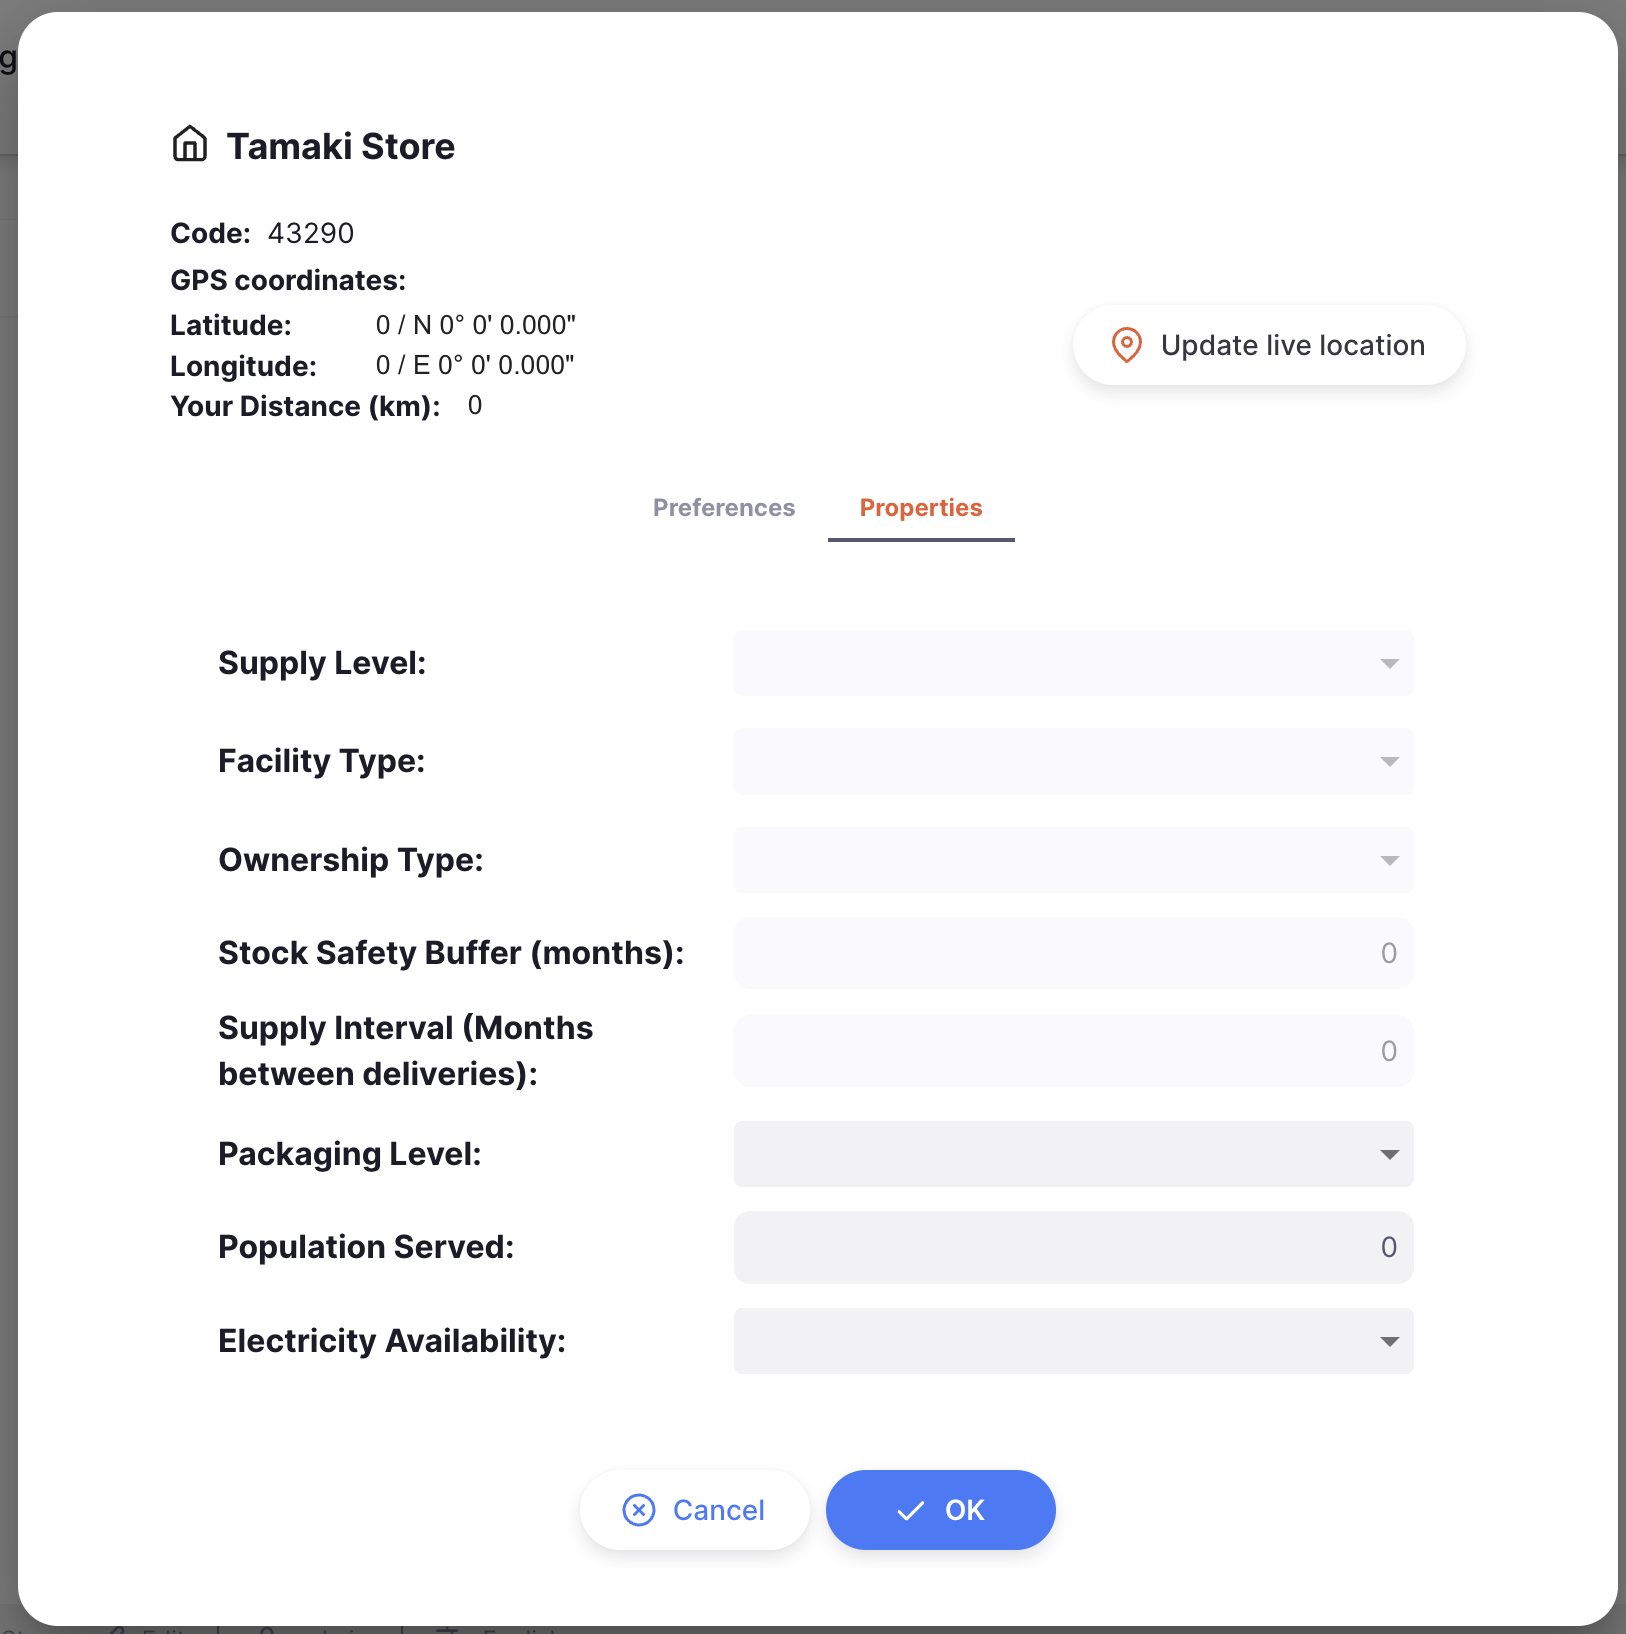 Tamaki Store
Code: 43290
GPS coordinates:
Latitude: 0 / N 0° 0' 0.000"
Longitude: 0 / E 0° 0' 0.000"
Your Distance (km): 0
Update live location
Preferences Properties
Supply Level:
Facility Type:
Ownership Type:
Stock Safety Buffer (months): 0
Supply Interval (Months
between deliveries): 0
Packaging Level:
Population Served: 0
Electricity Availability:
Cancel OK